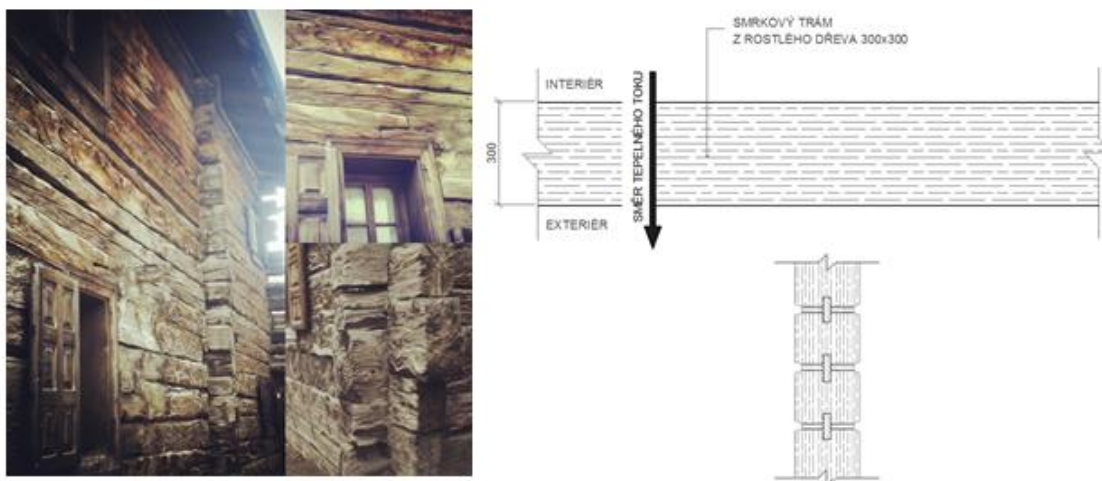 SMRKOVÝ TRÁM
Z ROSTLÉHO DŘEVA 300x300
INTERIÉR
SMĚR TEPELNÉHO TOKU
300
EXTERIÉR